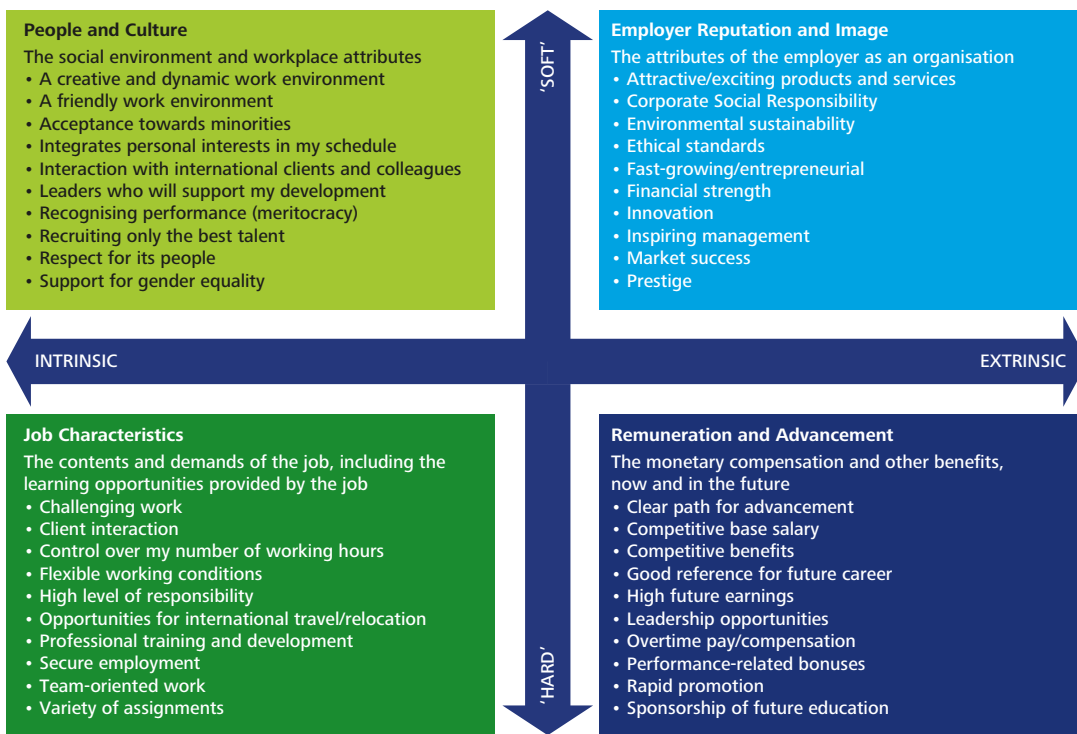 People and Culture
The social environment and workplace attributes
• A creative and dynamic work environment
• A friendly work environment
• Acceptance towards minorities
• Integrates personal interests in my schedule
• Interaction with international clients and colleagues
• Leaders who will support my development
• Recognising performance (meritocracy)
• Recruiting only the best talent
• Respect for its people
• Support for gender equality
'SOFT'
Employer Reputation and Image
The attributes of the employer as an organisation
• Attractive/exciting products and services
• Corporate Social Responsibility
• Environmental sustainability
• Ethical standards
• Fast-growing/entrepreneurial
• Financial strength
• Innovation
• Inspiring management
• Market success
• Prestige
INTRINSIC
EXTRINSIC
Job Characteristics
The contents and demands of the job, including the
learning opportunities provided by the job
• Challenging work
• Client interaction
• Control over my number of working hours
• Flexible working conditions
• High level of responsibility
• Opportunities for international travel/relocation
• Professional training and development
• Secure employment
• Team-oriented work
• Variety of assignments
'HARD'
Remuneration and Advancement
The monetary compensation and other benefits,
now and in the future
• Clear path for advancement
• Competitive base salary
• Competitive benefits
• Good reference for future career
• High future earnings
• Leadership opportunities
• Overtime pay/compensation
• Performance-related bonuses
• Rapid promotion
• Sponsorship of future education